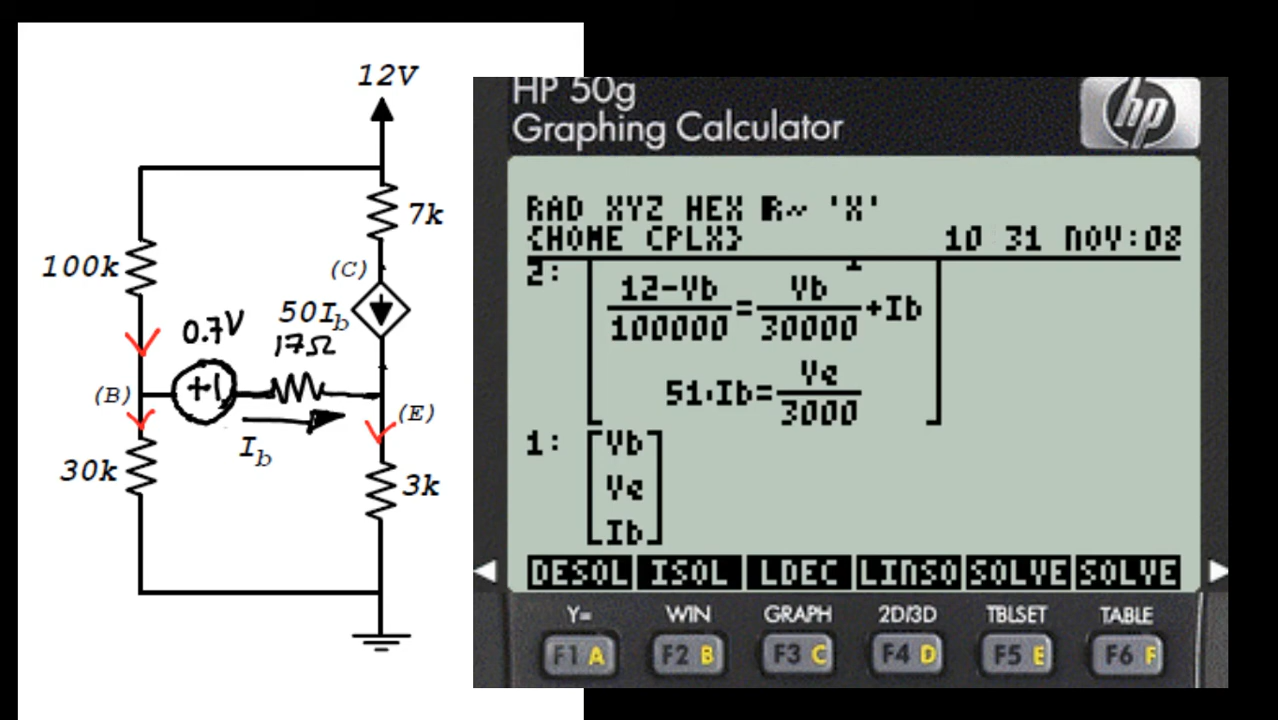 12V
7k
100k
(C)
50Ib
0.7V
17Ω
(B)
+
(E)
Ib
30k
3k
HP 50g
Graphing Calculator
hp
RAD XYZ HEX R~ 'X'
{HOME CPLX}
10 31 NOV:08
2:
12-Vb
100000
=
Vb
30000
+Ib
51·Ib=
Ve
3000
1:
Vb
Ve
Ib
DESOL ISOL LDEC LINSO SOLVE SOLVE
Y= WIN GRAPH 2D/3D TBLSET TABLE
F1 A F2 B F3 C F4 D F5 E F6 F